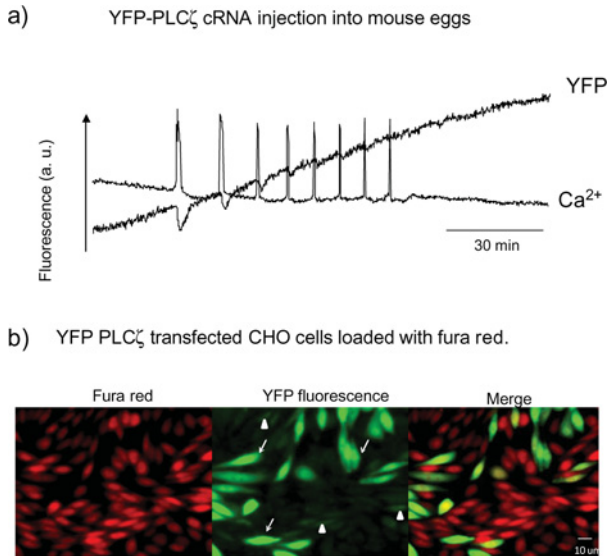 a) YFP-PLCζ cRNA injection into mouse eggs
YFP
Fluorescence (a. u.)
Ca2+
30 min
b) YFP PLCζ transfected CHO cells loaded with fura red.
Fura red YFP fluorescence Merge
10 um